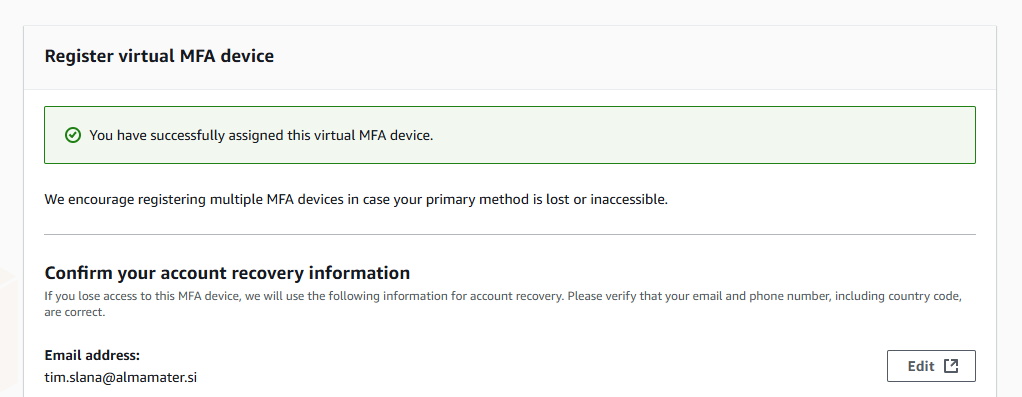 Register virtual MFA device
You have successfully assigned this virtual MFA device.
We encourage registering multiple MFA devices in case your primary method is lost or inaccessible.
Confirm your account recovery information
If you lose access to this MFA device, we will use the following information for account recovery. Please verify that your email and phone number, including country code,
are correct.
Email address:
tim.slana@almamater.si
Edit